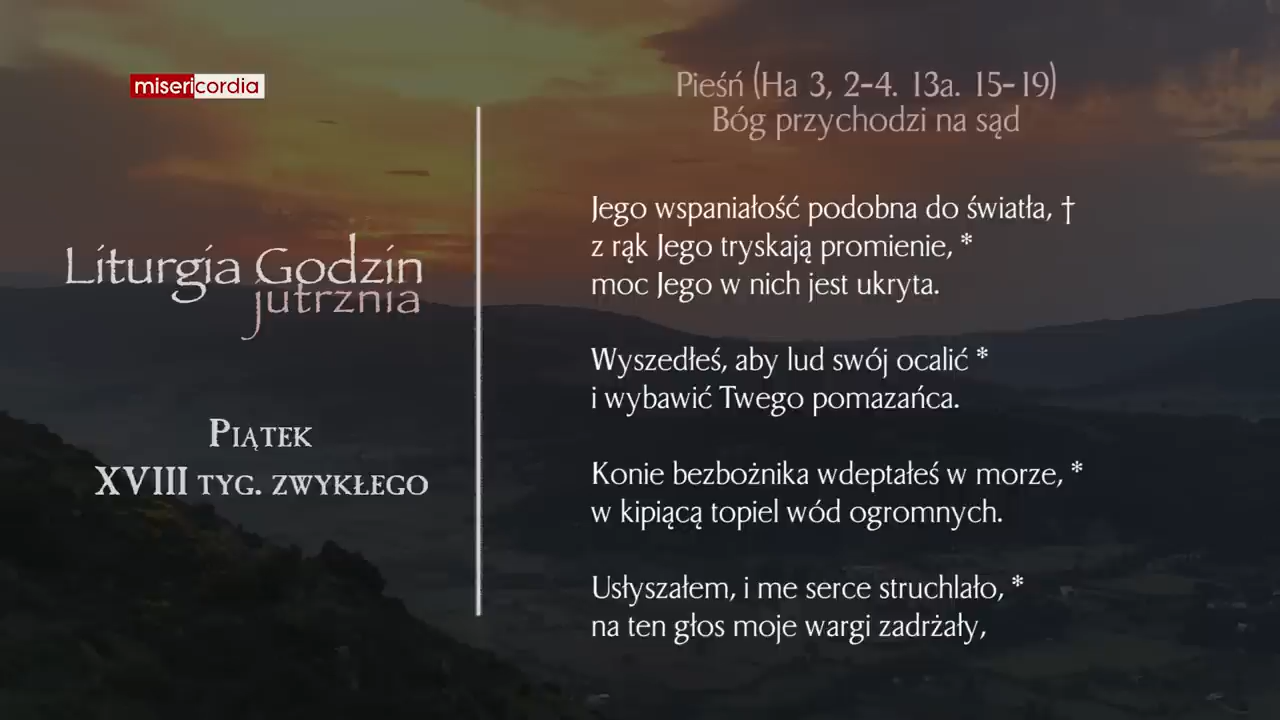 misericordia
Liturgia Godzin
jutrznia
Piątek
XVIII tyg. zwykłego
Pieśń (Ha 3, 2-4. 13a. 15-19)
Bóg przychodzi na sąd
Jego wspaniałość podobna do światła, †
z rąk Jego tryskają promienie, *
moc Jego w nich jest ukryta.
Wyszedłeś, aby lud swój ocalić *
i wybawić Twego pomazańca.
Konie bezbożnika wdeptałeś w morze, *
w kipiącą topiel wód ogromnych.
Usłyszałem, i me serce struchlało, *
na ten głos moje wargi zadrżały,